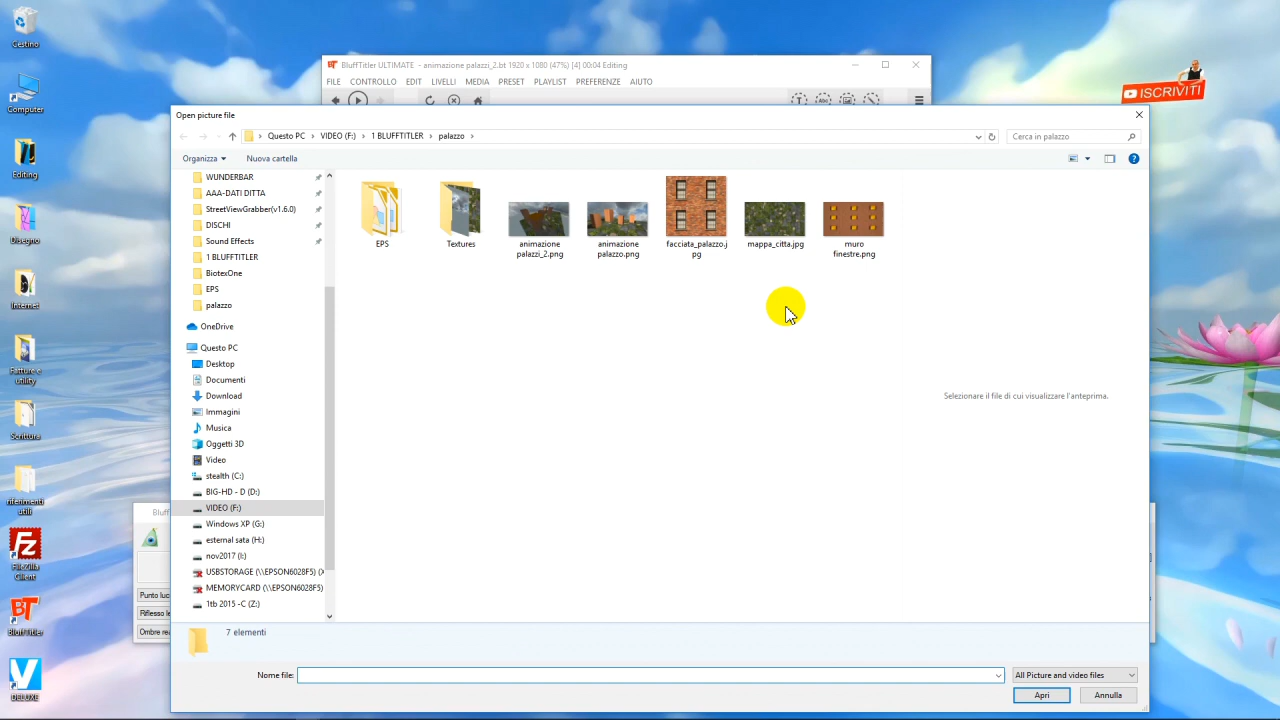 Cestino
Computer
Editing
Disegno
Internet
Fatture e
utility
Scrittura
riferimenti
utili
FileZilla
Client
BluffTitler
DELUXE
BluffTitler ULTIMATE - animazione palazzi_2.bt 1920 x 1080 (47%) [4] 00:04 Editing
FILE CONTROLLO EDIT LIVELLI MEDIA PRESET PLAYLIST PREFERENZE AIUTO
ISCRIVITI
Open picture file
Questo PC > VIDEO (F:) > 1 BLUFFTITLER > palazzo >
Cerca in palazzo
Organizza
Nuova cartella
WUNDERBAR
AAA-DATI DITTA
StreetViewGrabber(v1.6.0)
DISCHI
Sound Effects
1 BLUFFTITLER
BiotexOne
EPS
palazzo
OneDrive
Questo PC
Desktop
Documenti
Download
Immagini
Musica
Oggetti 3D
Video
stealth (C:)
BIG-HD - D (D:)
VIDEO (F:)
Windows XP (G:)
esternal sata (H:)
nov2017 (I:)
USBSTORAGE (\\EPSON6028F5) (X
MEMORYCARD (\\EPSON6028F5)
1tb 2015 -C (Z:)
EPS
Textures
animazione
palazzi_2.png
animazione
palazzo.png
facciata_palazzo.j
pg
mappa_citta.jpg
muro
finestre.png
Selezionare il file di cui visualizzare l'anteprima.
7 elementi
Nome file:
All Picture and video files
Apri
Annulla
Bluff
Punto luc
Riflesso le
Ombre rea